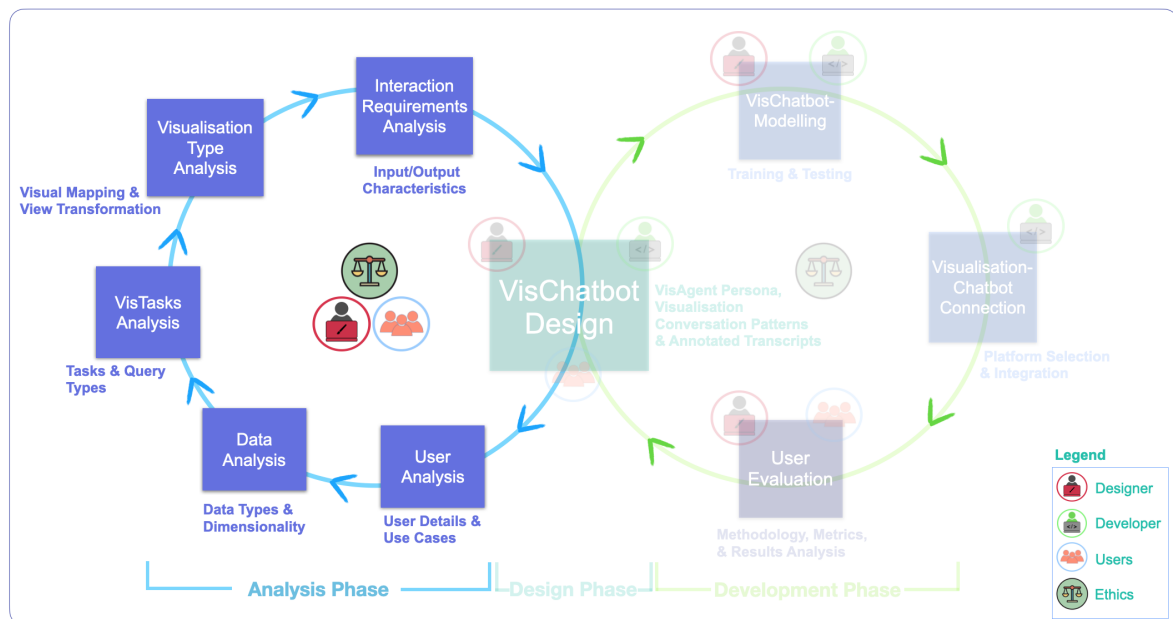 Interaction
Requirements
Analysis
Input/Output
Characteristics
Visualisation
Type
Analysis
Visual Mapping &
View Transformation
VisTasks
Analysis
Tasks & Query
Types
Data
Analysis
Data Types &
Dimensionality
User
Analysis
User Details &
Use Cases
VisChatbot
Design
VisAgent Persona,
Visualisation
Conversation Patterns
& Annotated Transcripts
VisChatbot-
Modelling
Training & Testing
Visualisation-
Chatbot
Connection
Platform Selection
& Integration
User
Evaluation
Methodology, Metrics,
& Results Analysis
Analysis Phase
Design Phase
Development Phase
Legend
Designer
Developer
Users
Ethics